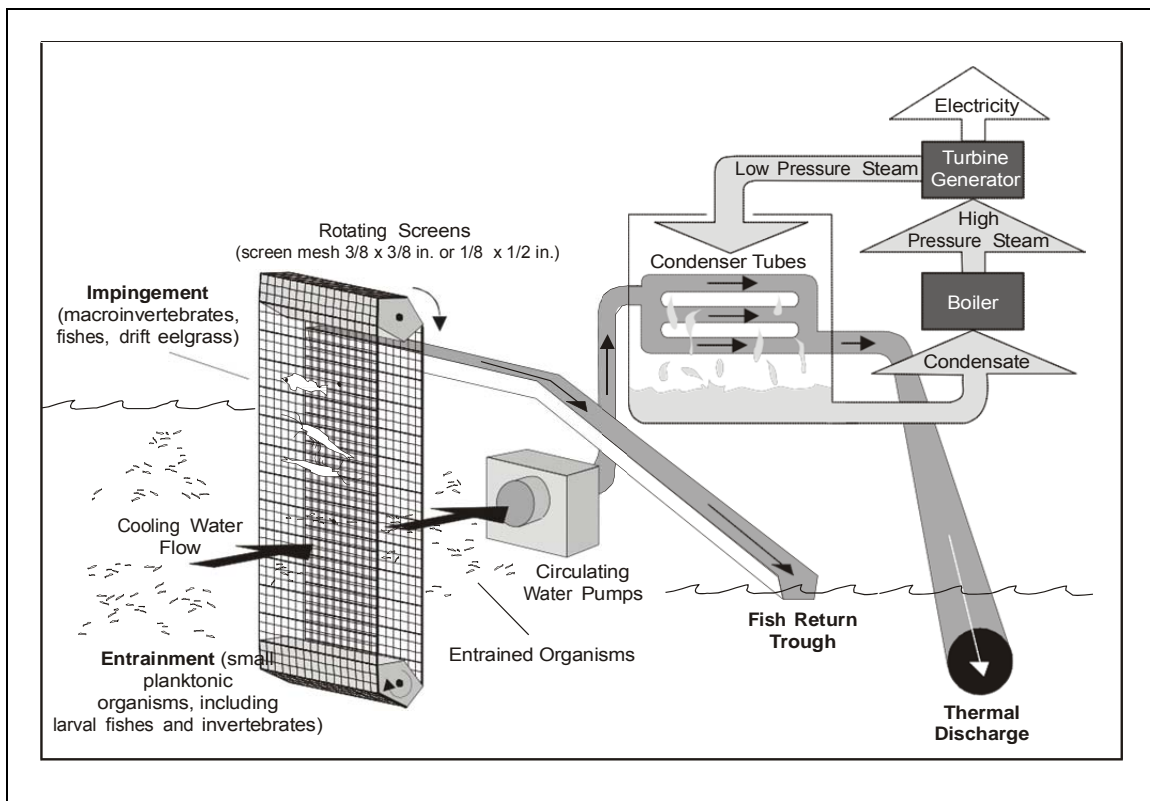 Electricity
Turbine
Generator
Low Pressure Steam
High
Pressure Steam
Rotating Screens
(screen mesh 3/8 x 3/8 in. or 1/8 x 1/2 in.)
Condenser Tubes
Impingement
(macroinvertebrates,
fishes, drift eelgrass)
Boiler
Condensate
Cooling Water
Flow
Circulating
Water Pumps
Fish Return
Trough
Entrained Organisms
Entrainment (small
planktonic
organisms, including
larval fishes and invertebrates)
Thermal
Discharge